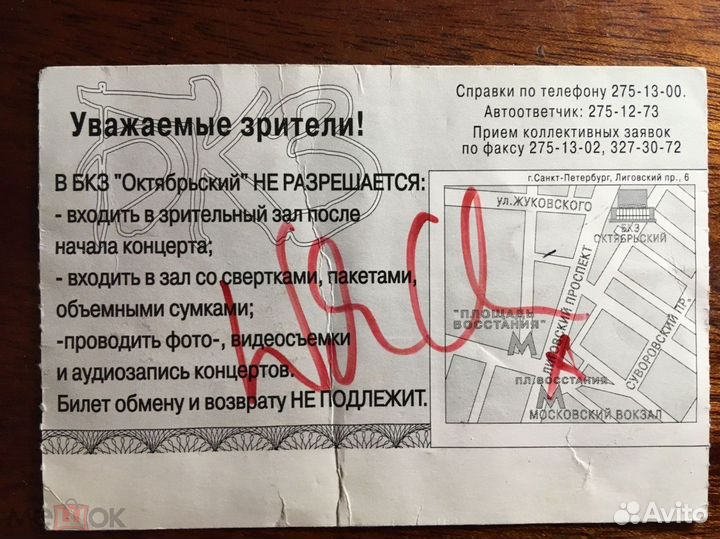 БКЗ
Уважаемые зрители!
В БКЗ "Октябрьский" НЕ РАЗРЕШАЕТСЯ:
- входить в зрительный зал после
начала концерта;
- входить в зал со свертками, пакетами,
объемными сумками;
-проводить фото-, видеосъемки
и аудиозапись концертов.
Билет обмену и возврату НЕ ПОДЛЕЖИТ.
Справки по телефону 275-13-00.
Автоответчик: 275-12-73
Прием коллективных заявок
по факсу 275-13-02, 327-30-72
г.Санкт-Петербург, Лиговский пр., 6
ул.ЖУКОВСКОГО
БКЗ
ОКТЯБРЬСКИЙ
ЛИГОВСКИЙ ПРОСПЕКТ
"ПЛОЩАДЬ
ВОССТАНИЯ"
М
СУВОРОВСКИЙ пр.
ПЛ.ВОССТАНИЯ
М
МОСКОВСКИЙ ВОКЗАЛ
мешок
Avito